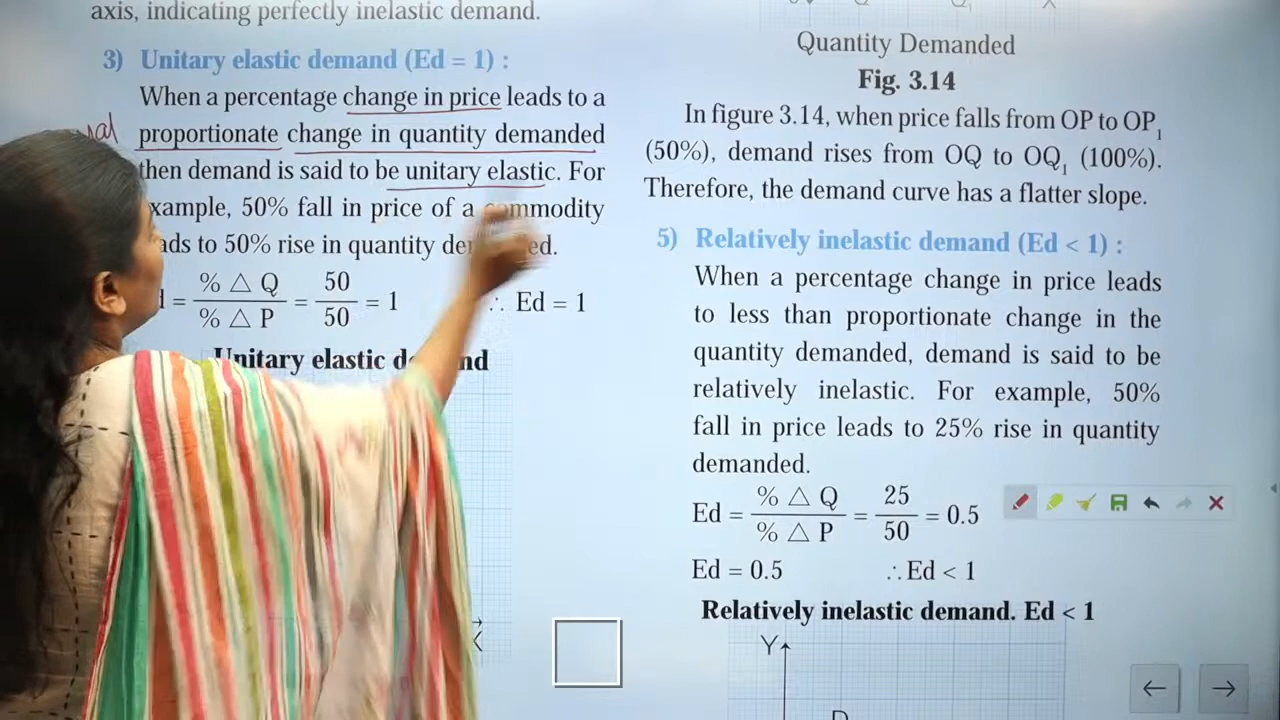 axis, indicating perfectly inelastic demand.
3) Unitary elastic demand (Ed = 1) :
When a percentage change in price leads to a
proportionate change in quantity demanded
then demand is said to be unitary elastic. For
50% fall in price of a
to 50% rise in quantity
= % △ Q / % △ P = 50 / 50 = 1 ∴ Ed = 1
Unitary elastic
X
Quantity Demanded
Fig. 3.14
In figure 3.14, when price falls from OP to OP₁
(50%), demand rises from OQ to OQ₁ (100%).
Therefore, the demand curve has a flatter slope.
5) Relatively inelastic demand (Ed < 1) :
When a percentage change in price leads
to less than proportionate change in the
quantity demanded, demand is said to be
relatively inelastic. For example, 50%
fall in price leads to 25% rise in quantity
demanded.
Ed = % △ Q / % △ P = 25 / 50 = 0.5
Ed = 0.5 ∴ Ed < 1
Relatively inelastic demand. Ed < 1
Y
D